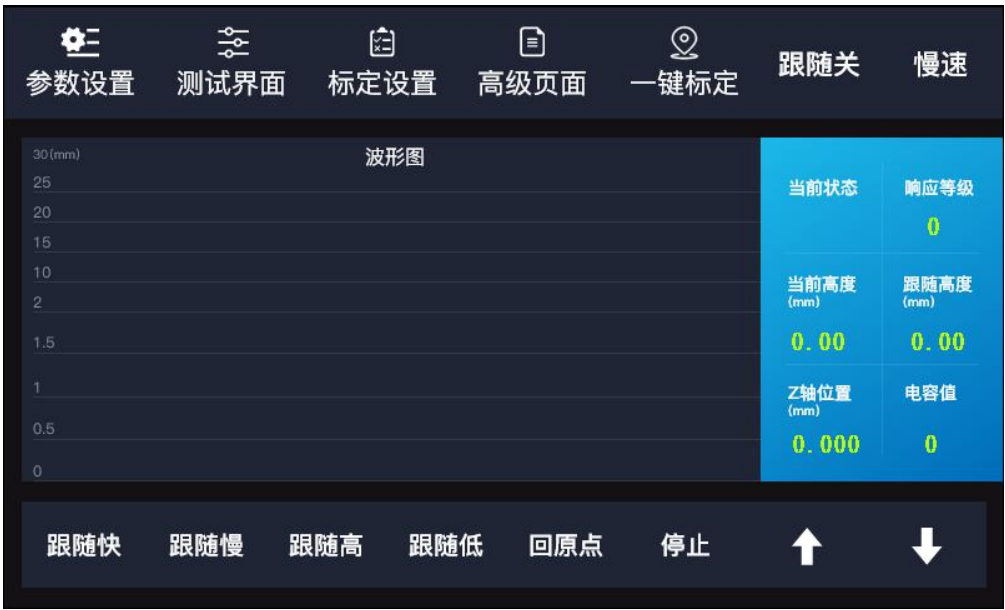 参数设置
测试界面
标定设置
高级页面
一键标定
跟随关
慢速
波形图
30(mm)
25
20
15
10
2
1.5
1
0.5
0
当前状态
响应等级
0
当前高度
(mm)
跟随高度
(mm)
0.00
0.00
Z轴位置
(mm)
电容值
0.000
0
跟随快
跟随慢
跟随高
跟随低
回原点
停止